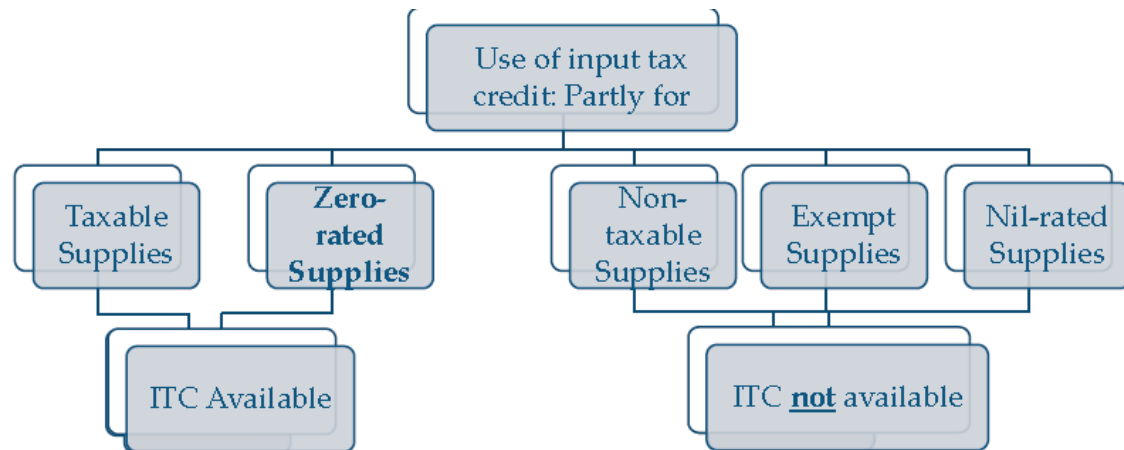 Use of input tax
credit: Partly for
Taxable
Supplies
Zero-
rated
Supplies
Non-
taxable
Supplies
Exempt
Supplies
Nil-rated
Supplies
ITC Available
ITC not available